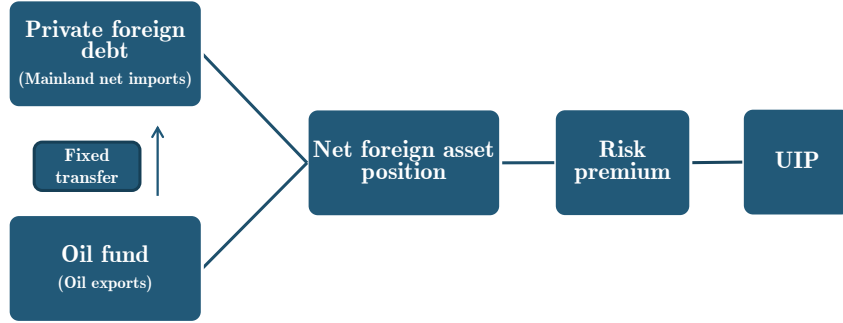 Private foreign
debt
(Mainland net imports)
Fixed
transfer
Oil fund
(Oil exports)
Net foreign asset
position
Risk
premium
UIP